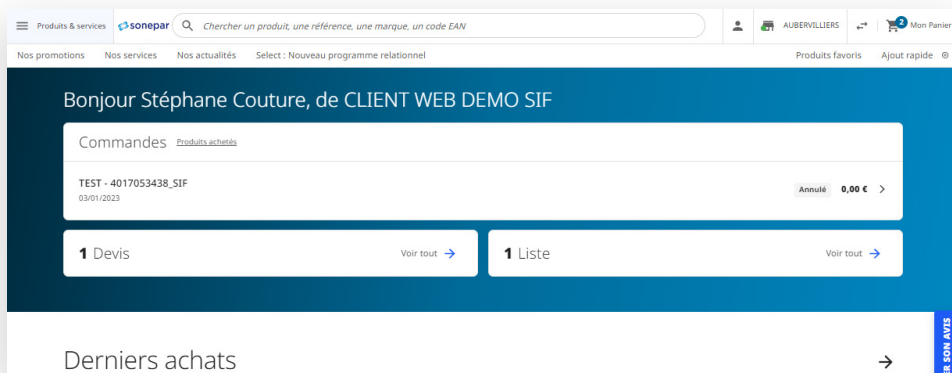 Produits & services sonepar Chercher un produit, une référence, une marque, un code EAN AUBERVILLIERS 2 Mon Panier
Nos promotions Nos services Nos actualités Select : Nouveau programme relationnel Produits favoris Ajout rapide
Bonjour Stéphane Couture, de CLIENT WEB DEMO SIF
Commandes Produits achetés
TEST - 4017053438_SIF
03/01/2023
Annulé 0,00 €
1 Devis Voir tout
1 Liste Voir tout
Derniers achats
SON AVIS